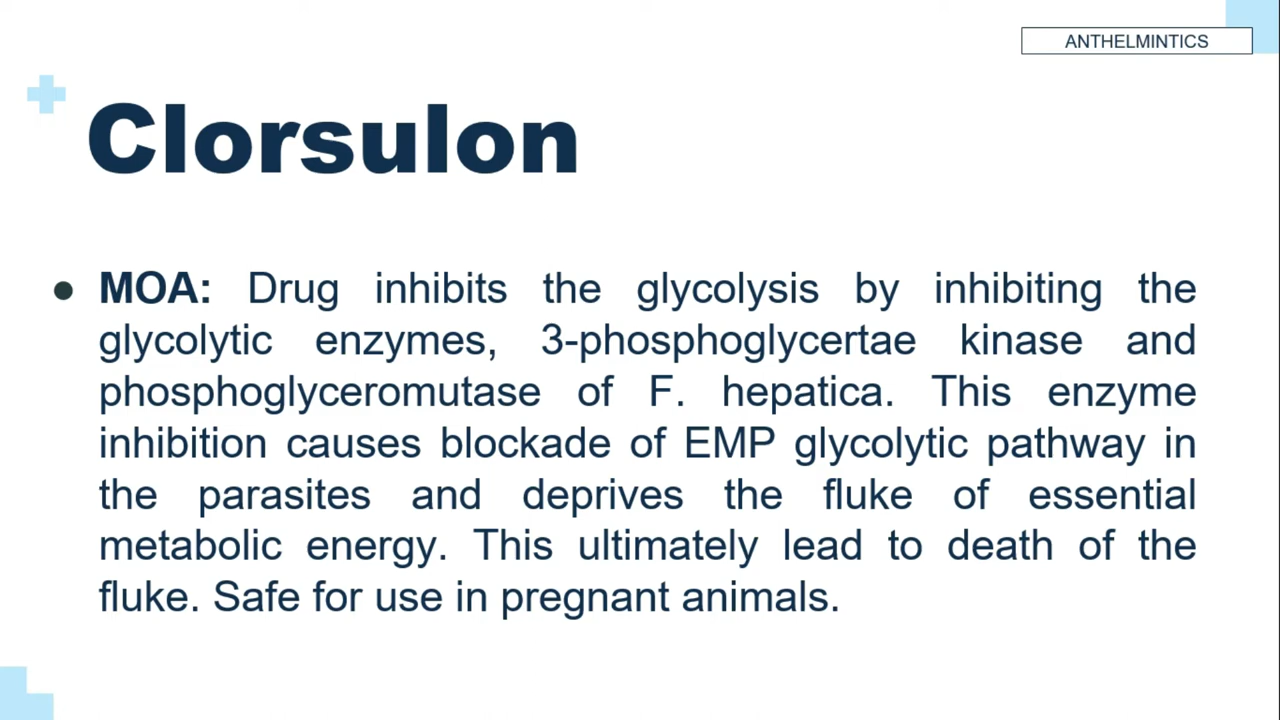 ANTHELMINTICS
Clorsulon
● MOA: Drug inhibits the glycolysis by inhibiting the
glycolytic enzymes, 3-phosphoglycertae kinase and
phosphoglyceromutase of F. hepatica. This enzyme
inhibition causes blockade of EMP glycolytic pathway in
the parasites and deprives the fluke of essential
metabolic energy. This ultimately lead to death of the
fluke. Safe for use in pregnant animals.